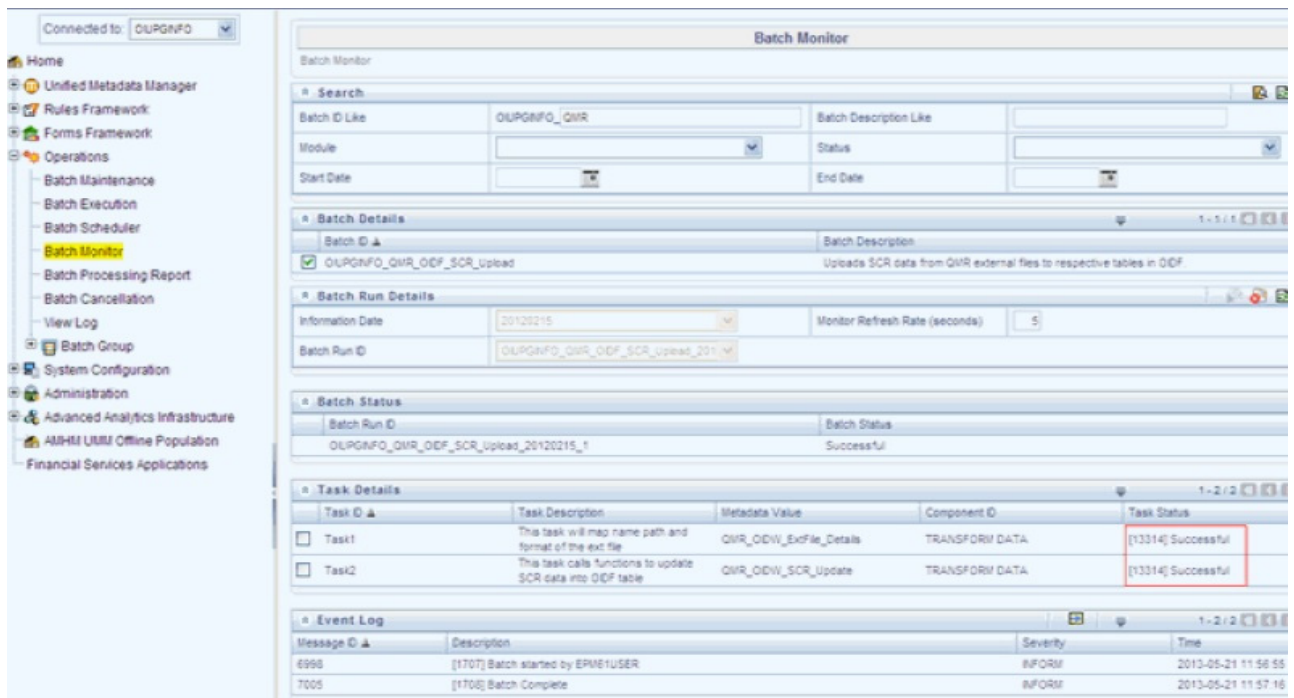 Connected to: OIUPGINFO
Home
Unified Metadata Manager
Rules Framework
Forms Framework
Operations
Batch Maintenance
Batch Execution
Batch Scheduler
Batch Monitor
Batch Processing Report
Batch Cancellation
View Log
Batch Group
System Configuration
Administration
Advanced Analytics Infrastructure
AMHM UMM Offline Population
Financial Services Applications
Batch Monitor
Batch Monitor
Search
Batch ID Like OIUPGINFO_ QMR Batch Description Like
Module Status
Start Date End Date
Batch Details 1 - 1 / 1
Batch ID Batch Description
OIUPGINFO_QMR_OIDF_SCR_Upload Uploads SCR data from QMR external files to respective tables in OIDF.
Batch Run Details
Information Date 20120215 Monitor Refresh Rate (seconds) 5
Batch Run ID OIUPGINFO_QMR_OIDF_SCR_Upload_201
Batch Status
Batch Run ID Batch Status
OIUPGINFO_QMR_OIDF_SCR_Upload_20120215_1 Successful
Task Details 1 - 2 / 2
Task ID Task Description Metadata Value Component ID Task Status
Task1 This task will map name path and format of the ext file QMR_OIDW_ExtFile_Details TRANSFORM DATA [13314] Successful
Task2 This task calls functions to update SCR data into OIDF table QMR_OIDW_SCR_Update TRANSFORM DATA [13314] Successful
Event Log 1 - 2 / 2
Message ID Description Severity Time
6998 [1707] Batch started by EPM61USER INFORM 2013-05-21 11:56:55
7005 [1708] Batch Complete INFORM 2013-05-21 11:57:16